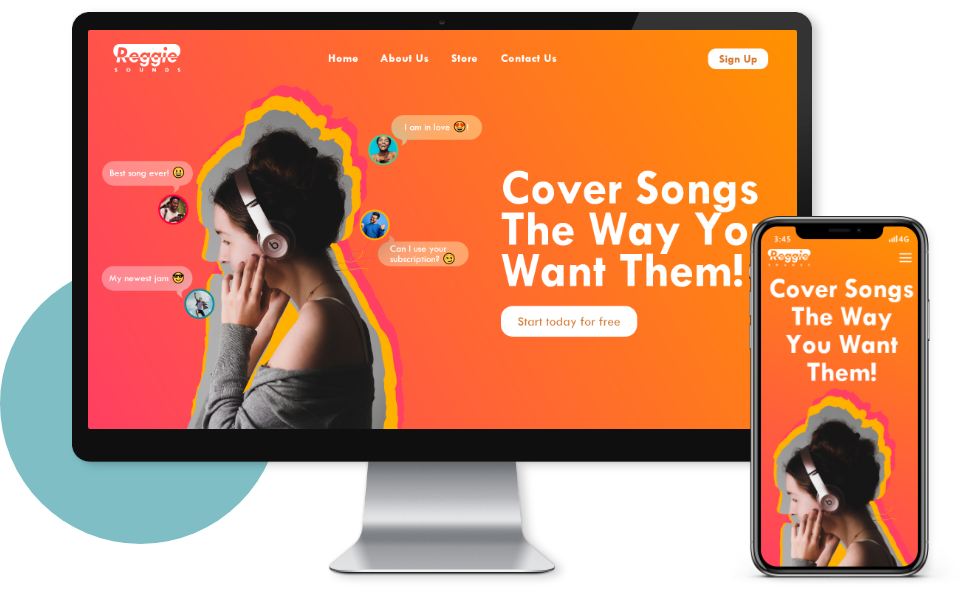 Reggie
SOUNDS
Home About Us Store Contact Us
Sign Up
I am in love 😍!
Best song ever! 😀
Can I use your
subscription? 😏
My newest jam 😎
Cover Songs
The Way Yo
Want Them!
Start today for free
3:45 4G
Reggie
Cover Songs
The Way
You Want
Them!